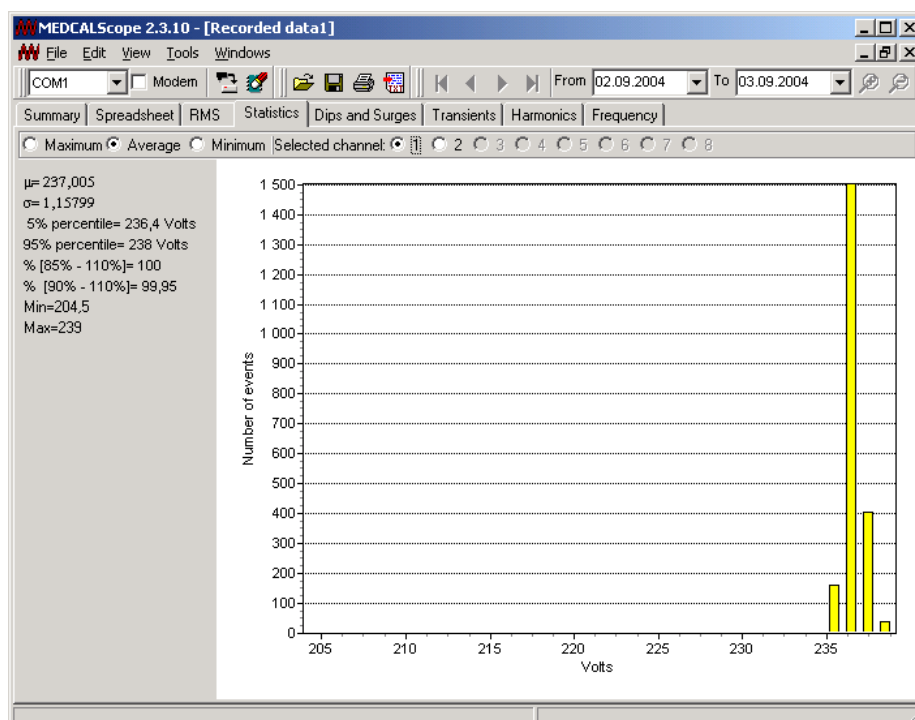 MEDCALScope 2.3.10 - [Recorded data1]
File Edit View Tools Windows
COM1 Modem From 02.09.2004 To 03.09.2004
Summary Spreadsheet RMS Statistics Dips and Surges Transients Harmonics Frequency
Maximum Average Minimum Selected channel: 1 2 3 4 5 6 7 8
μ= 237,005
σ= 1,15799
5% percentile= 236,4 Volts
95% percentile= 238 Volts
% [85% - 110%]= 100
% [90% - 110%]= 99,95
Min=204,5
Max=239
Number of events
1 500
1 400
1 300
1 200
1 100
1 000
900
800
700
600
500
400
300
200
100
0
205 210 215 220 225 230 235
Volts